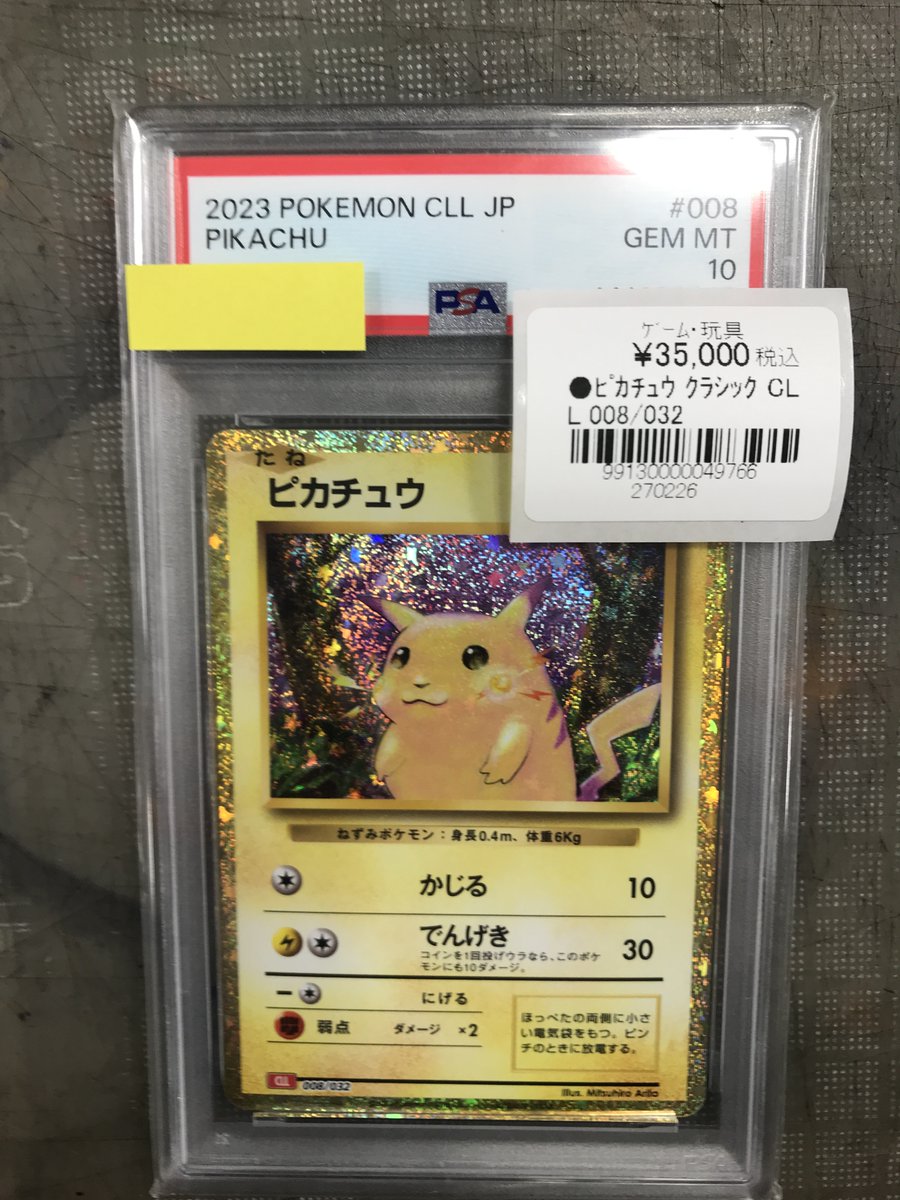 2023 POKEMON CLL JP #008
PIKACHU GEM MT
10
PSA
ゲーム・玩具
¥35,000 税込
●ピカチュウ クラシック CL
L 008/032
99130000049766
270226
たね
ピカチュウ
ねずみポケモン：身長0.4m、体重6Kg
かじる 10
でんげき 30
コインを1回投げウラなら、このポケ
モンにも10ダメージ。
にげる
弱点 ダメージ ×2
ほっぺたの両側に小さ
い電気袋をもつ。ピン
チのときに放電する。
CLL 008/032
Illus. Mitsuhiro Arita